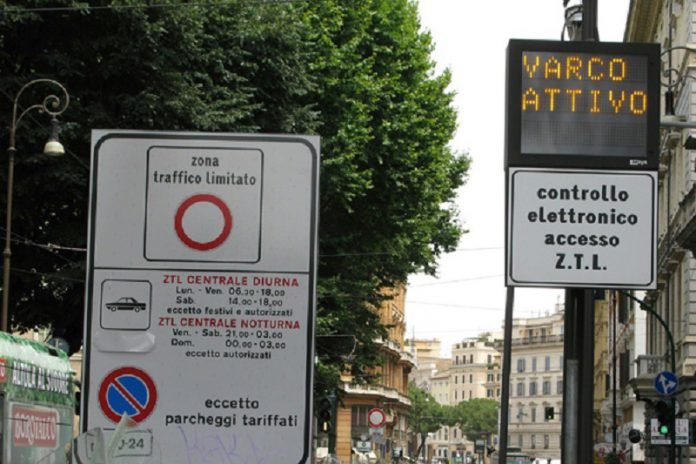 VARCO
ATTIVO
controllo
elettronico
accesso
Z.T.L.
zona
traffico limitato
ZTL CENTRALE DIURNA
Lun. - Ven. 06.30-18.00
Sab. 14.00-18.00
eccetto festivi e autorizzati
ZTL CENTRALE NOTTURNA
Ven. - Sab. 21.00-03.00
Dom. 00.00-03.00
eccetto autorizzati
eccetto
parcheggi tariffati
0-24